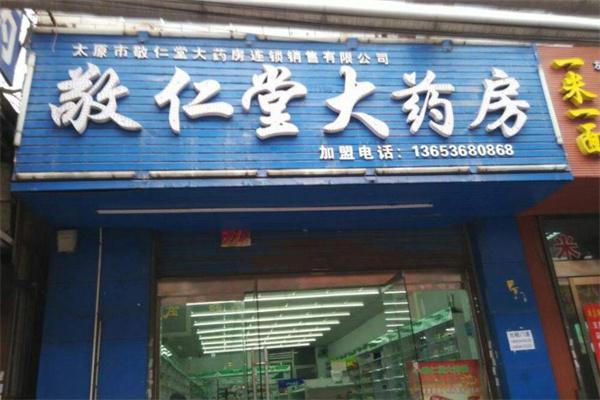 太原市敬仁堂大药房连锁销售有限公司
敬仁堂大药房
加盟电话：13653680868
一米一面
米